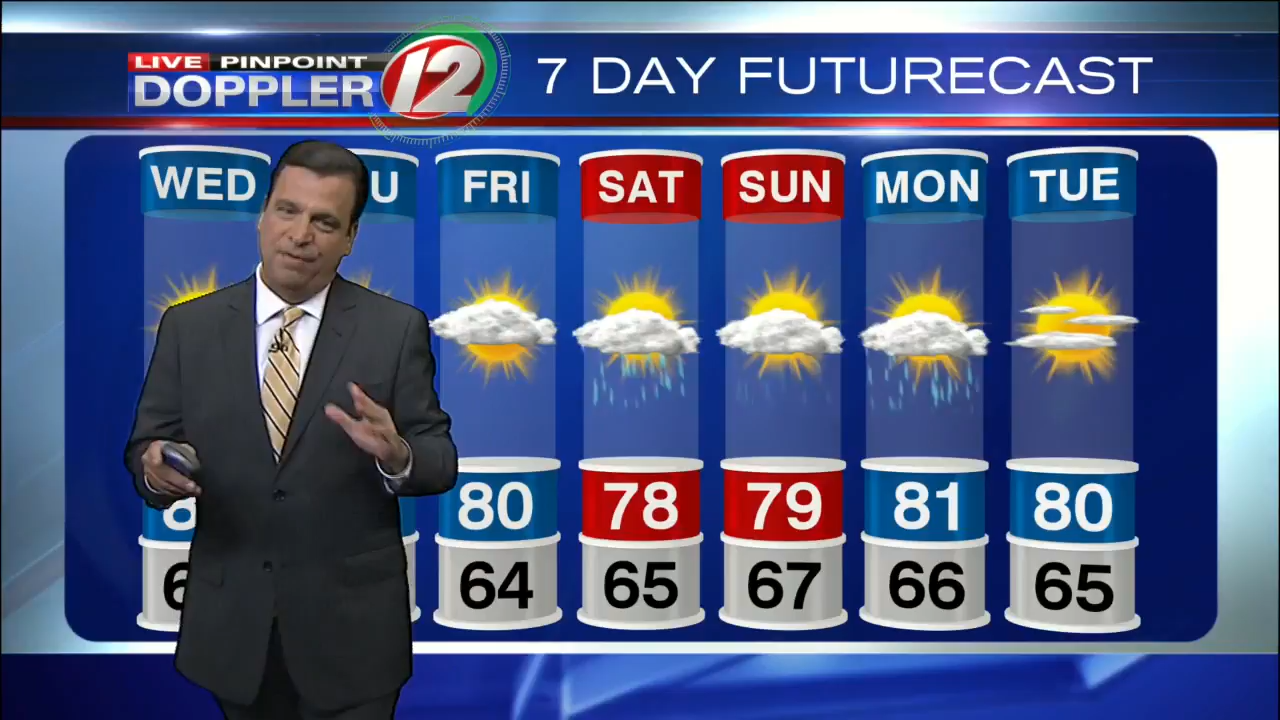 LIVE PINPOINT
DOPPLER 12
7 DAY FUTURECAST
WED FRI SAT SUN MON TUE
80 78 79 81 80
64 65 67 66 65